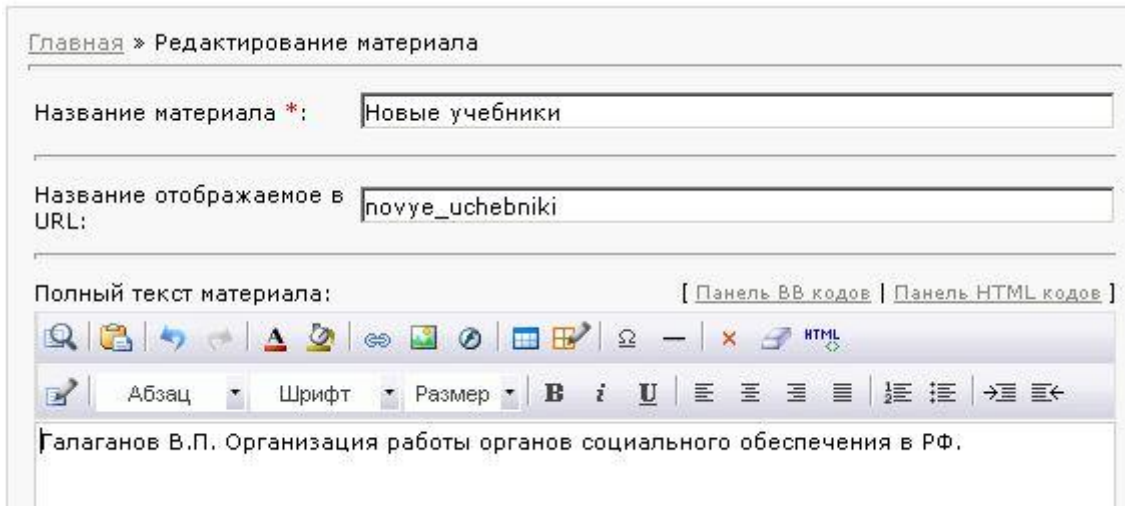 Главная » Редактирование материала
Название материала *: Новые учебники
Название отображаемое в
URL: novye_uchebniki
Полный текст материала: [ Панель BB кодов | Панель HTML кодов ]
A Ω HTML
Абзац Шрифт Размер B i U
Галаганов В.П. Организация работы органов социального обеспечения в РФ.